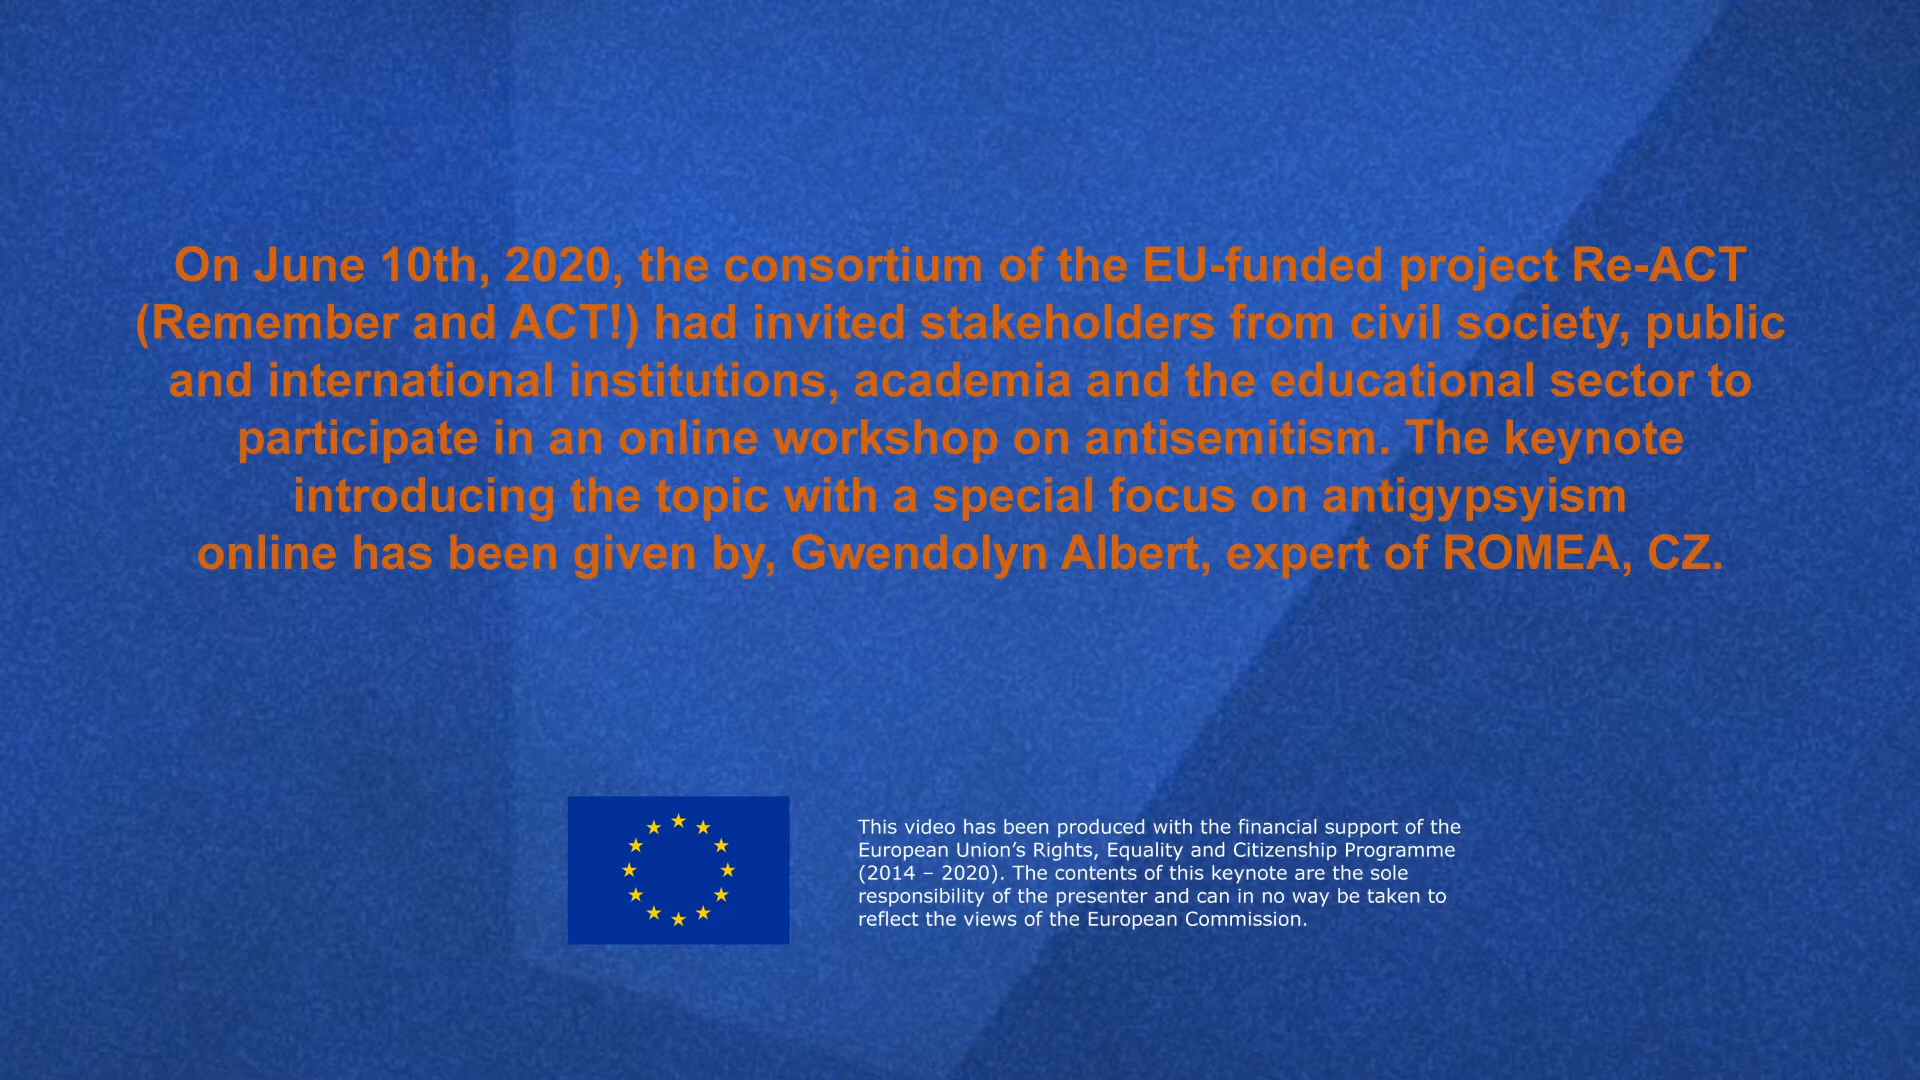 On June 10th, 2020, the consortium of the EU-funded project Re-ACT
(Remember and ACT!) had invited stakeholders from civil society, public
and international institutions, academia and the educational sector to
participate in an online workshop on antisemitism. The keynote
introducing the topic with a special focus on antigypsyism
online has been given by, Gwendolyn Albert, expert of ROMEA, CZ.
This video has been produced with the financial support of the
European Union’s Rights, Equality and Citizenship Programme
(2014 – 2020). The contents of this keynote are the sole
responsibility of the presenter and can in no way be taken to
reflect the views of the European Commission.